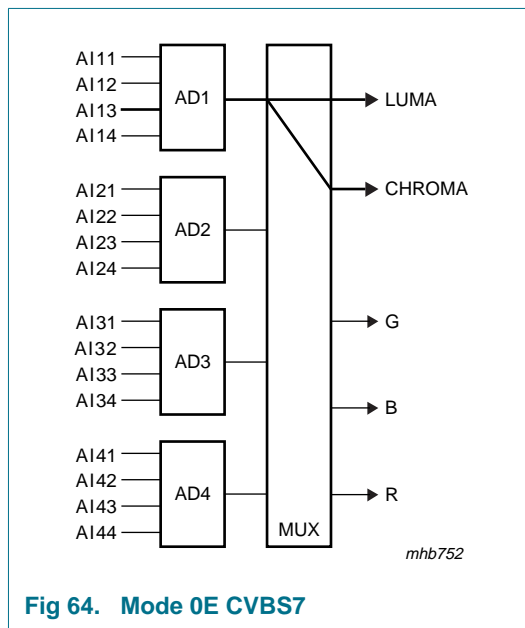 AI11
AI12
AI13
AI14
AD1
LUMA
CHROMA
AI21
AI22
AI23
AI24
AD2
AI31
AI32
AI33
AI34
AD3
G
B
AI41
AI42
AI43
AI44
AD4
R
MUX
mhb752
Fig 64. Mode 0E CVBS7